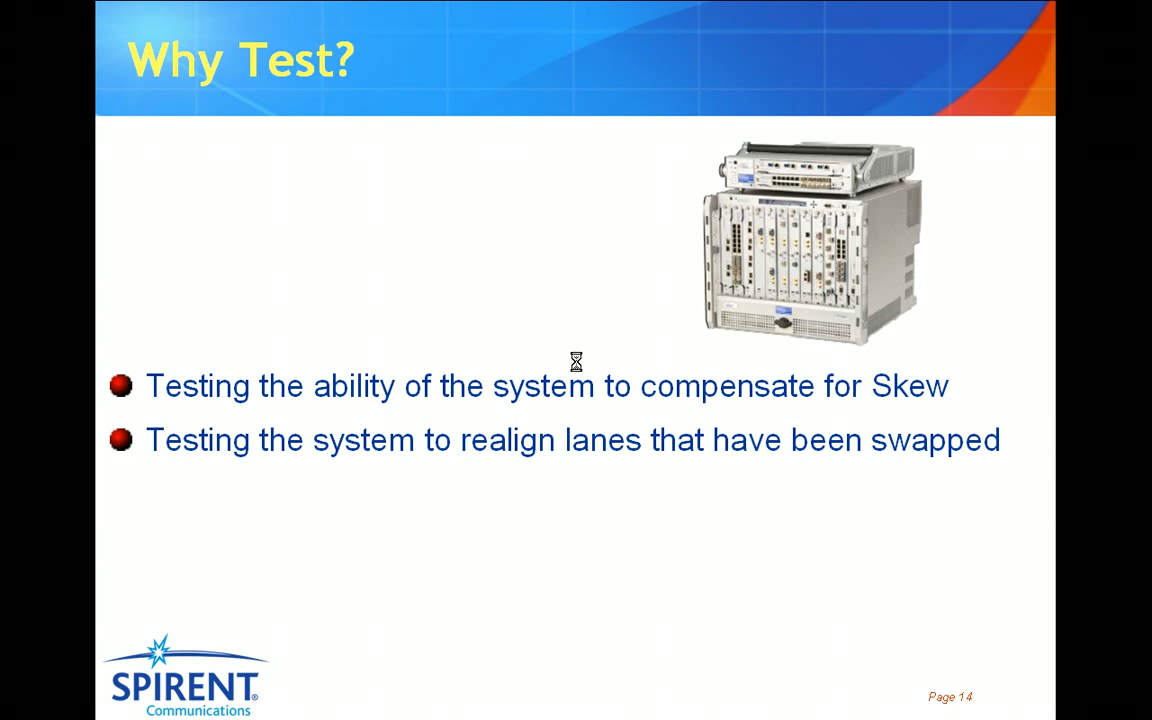 Why Test?
Testing the ability of the system to compensate for Skew
Testing the system to realign lanes that have been swapped
SPIRENT®
Communications
Page 14